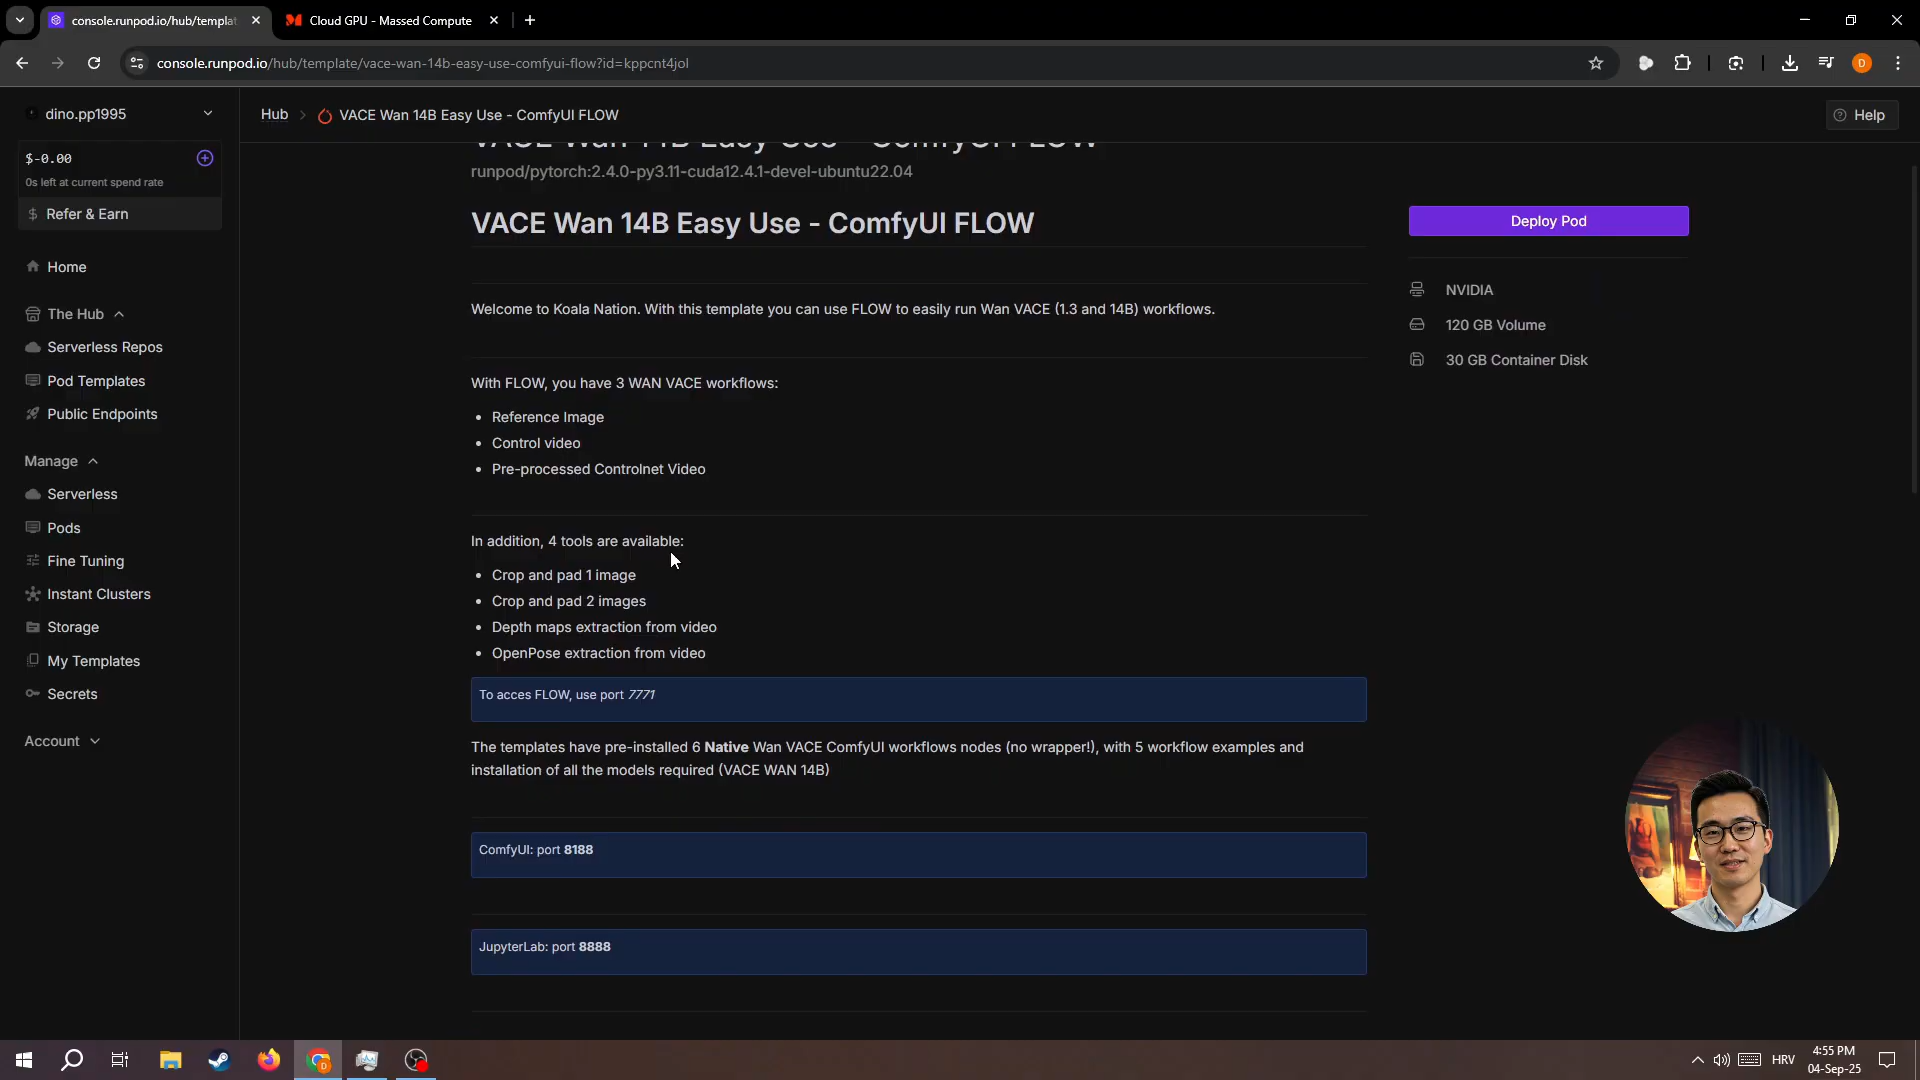 console.runpod.io/hub/templat
Cloud GPU - Massed Compute
console.runpod.io/hub/template/vace-wan-14b-easy-use-comfyui-flow?id=kppcnt4jol
D
dino.pp1995
Hub
VACE Wan 14B Easy Use - ComfyUI FLOW
Help
$-0.00
0s left at current spend rate
$ Refer & Earn
Home
The Hub
Serverless Repos
Pod Templates
Public Endpoints
Manage
Serverless
Pods
Fine Tuning
Instant Clusters
Storage
My Templates
Secrets
Account
VACE Wan 14B Easy Use - ComfyUI FLOW
runpod/pytorch:2.4.0-py3.11-cuda12.4.1-devel-ubuntu22.04
VACE Wan 14B Easy Use - ComfyUI FLOW
Welcome to Koala Nation. With this template you can use FLOW to easily run Wan VACE (1.3 and 14B) workflows.
With FLOW, you have 3 WAN VACE workflows:
• Reference Image
• Control video
• Pre-processed Controlnet Video
In addition, 4 tools are available:
• Crop and pad 1 image
• Crop and pad 2 images
• Depth maps extraction from video
• OpenPose extraction from video
To acces FLOW, use port 7771
The templates have pre-installed 6 Native Wan VACE ComfyUI workflows nodes (no wrapper!), with 5 workflow examples and
installation of all the models required (VACE WAN 14B)
ComfyUI: port 8188
JupyterLab: port 8888
Deploy Pod
NVIDIA
120 GB Volume
30 GB Container Disk
D
HRV
4:55 PM
04-Sep-25